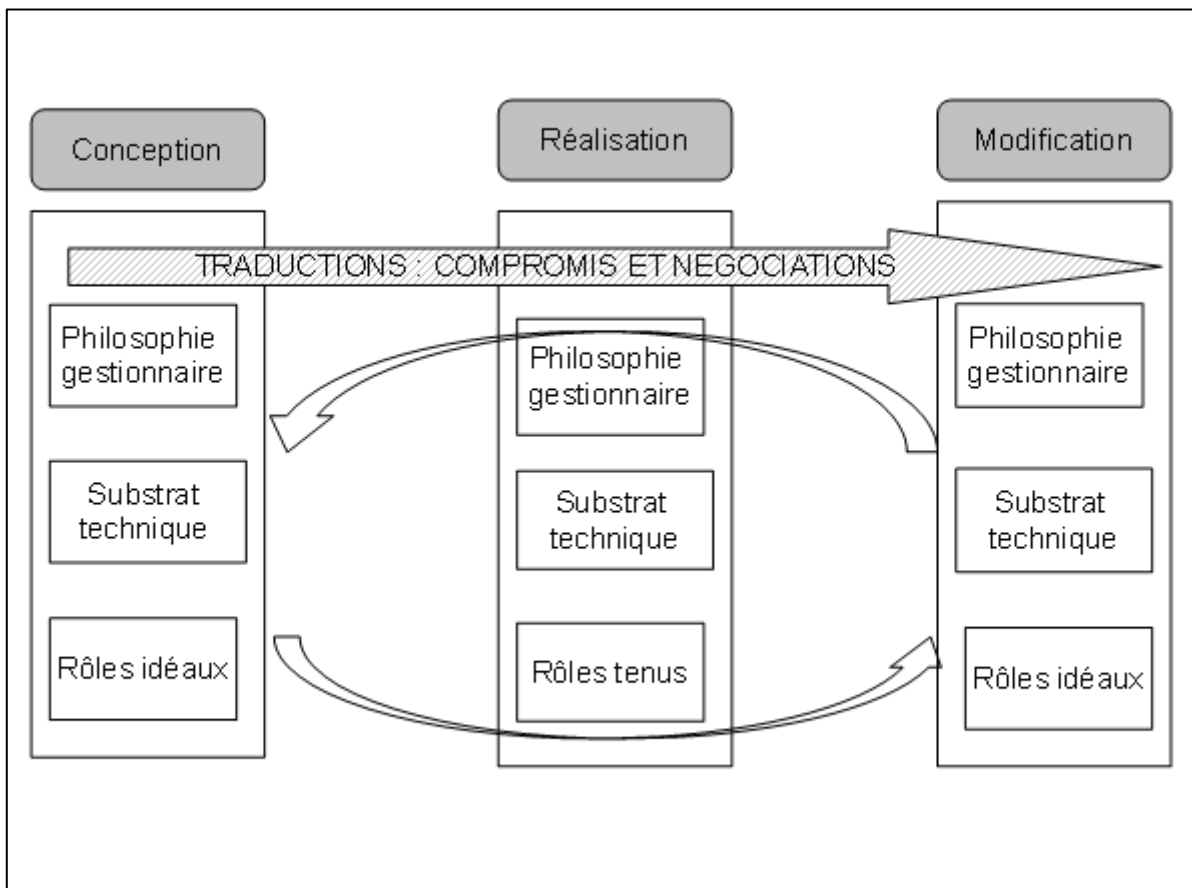 Conception
Réalisation
Modification
TRADUCTIONS : COMPROMIS ET NEGOCIATIONS
Philosophie
gestionnaire
Substrat
technique
Rôles idéaux
Philosophie
gestionnaire
Substrat
technique
Rôles tenus
Philosophie
gestionnaire
Substrat
technique
Rôles idéaux